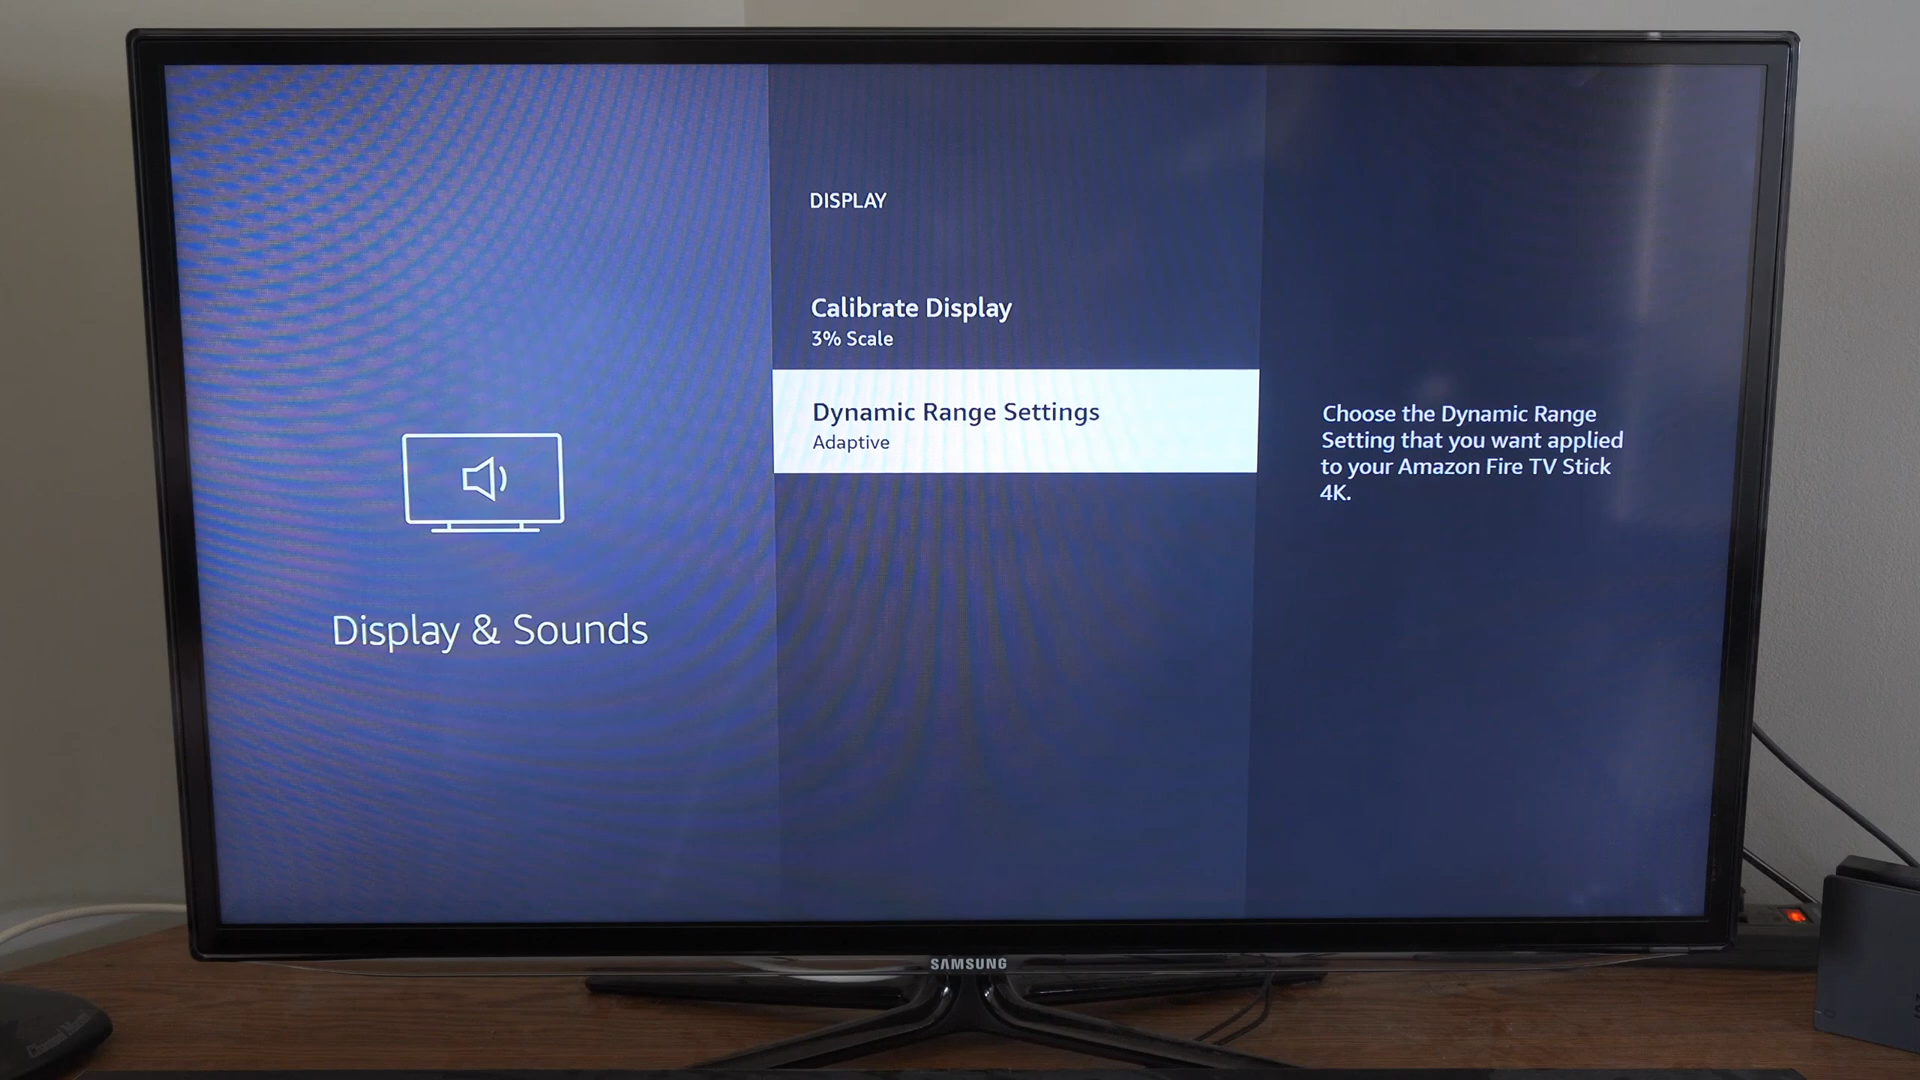 DISPLAY
Calibrate Display
3% Scale
Dynamic Range Settings
Adaptive
Choose the Dynamic Range
Setting that you want applied
to your Amazon Fire TV Stick
4K.
Display & Sounds
SAMSUNG